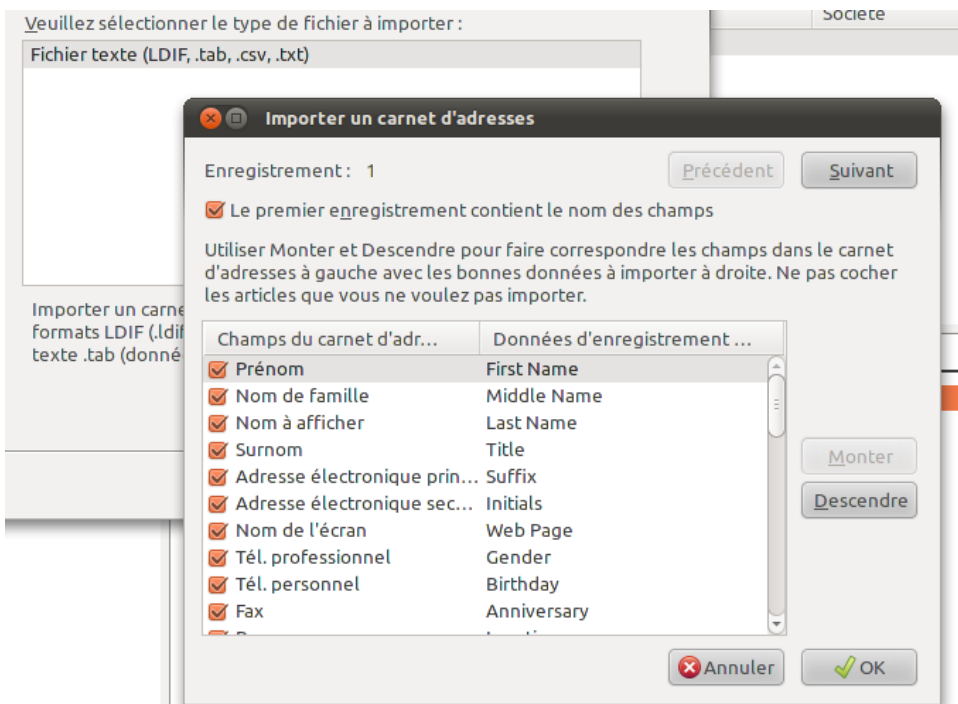 Veuillez sélectionner le type de fichier à importer :
Société
Fichier texte (LDIF, .tab, .csv, .txt)
Importer un carnet d'adresses
Enregistrement : 1
Précédent
Suivant
Le premier enregistrement contient le nom des champs
Utiliser Monter et Descendre pour faire correspondre les champs dans le carnet
d'adresses à gauche avec les bonnes données à importer à droite. Ne pas cocher
les articles que vous ne voulez pas importer.
Importer un carne
formats LDIF (.ldif
texte .tab (donné
Champs du carnet d'adr... Données d'enregistrement ...
Prénom First Name
Nom de famille Middle Name
Nom à afficher Last Name
Surnom Title
Adresse électronique prin... Suffix
Adresse électronique sec... Initials
Nom de l'écran Web Page
Tél. professionnel Gender
Tél. personnel Birthday
Fax Anniversary
Monter
Descendre
Annuler
OK